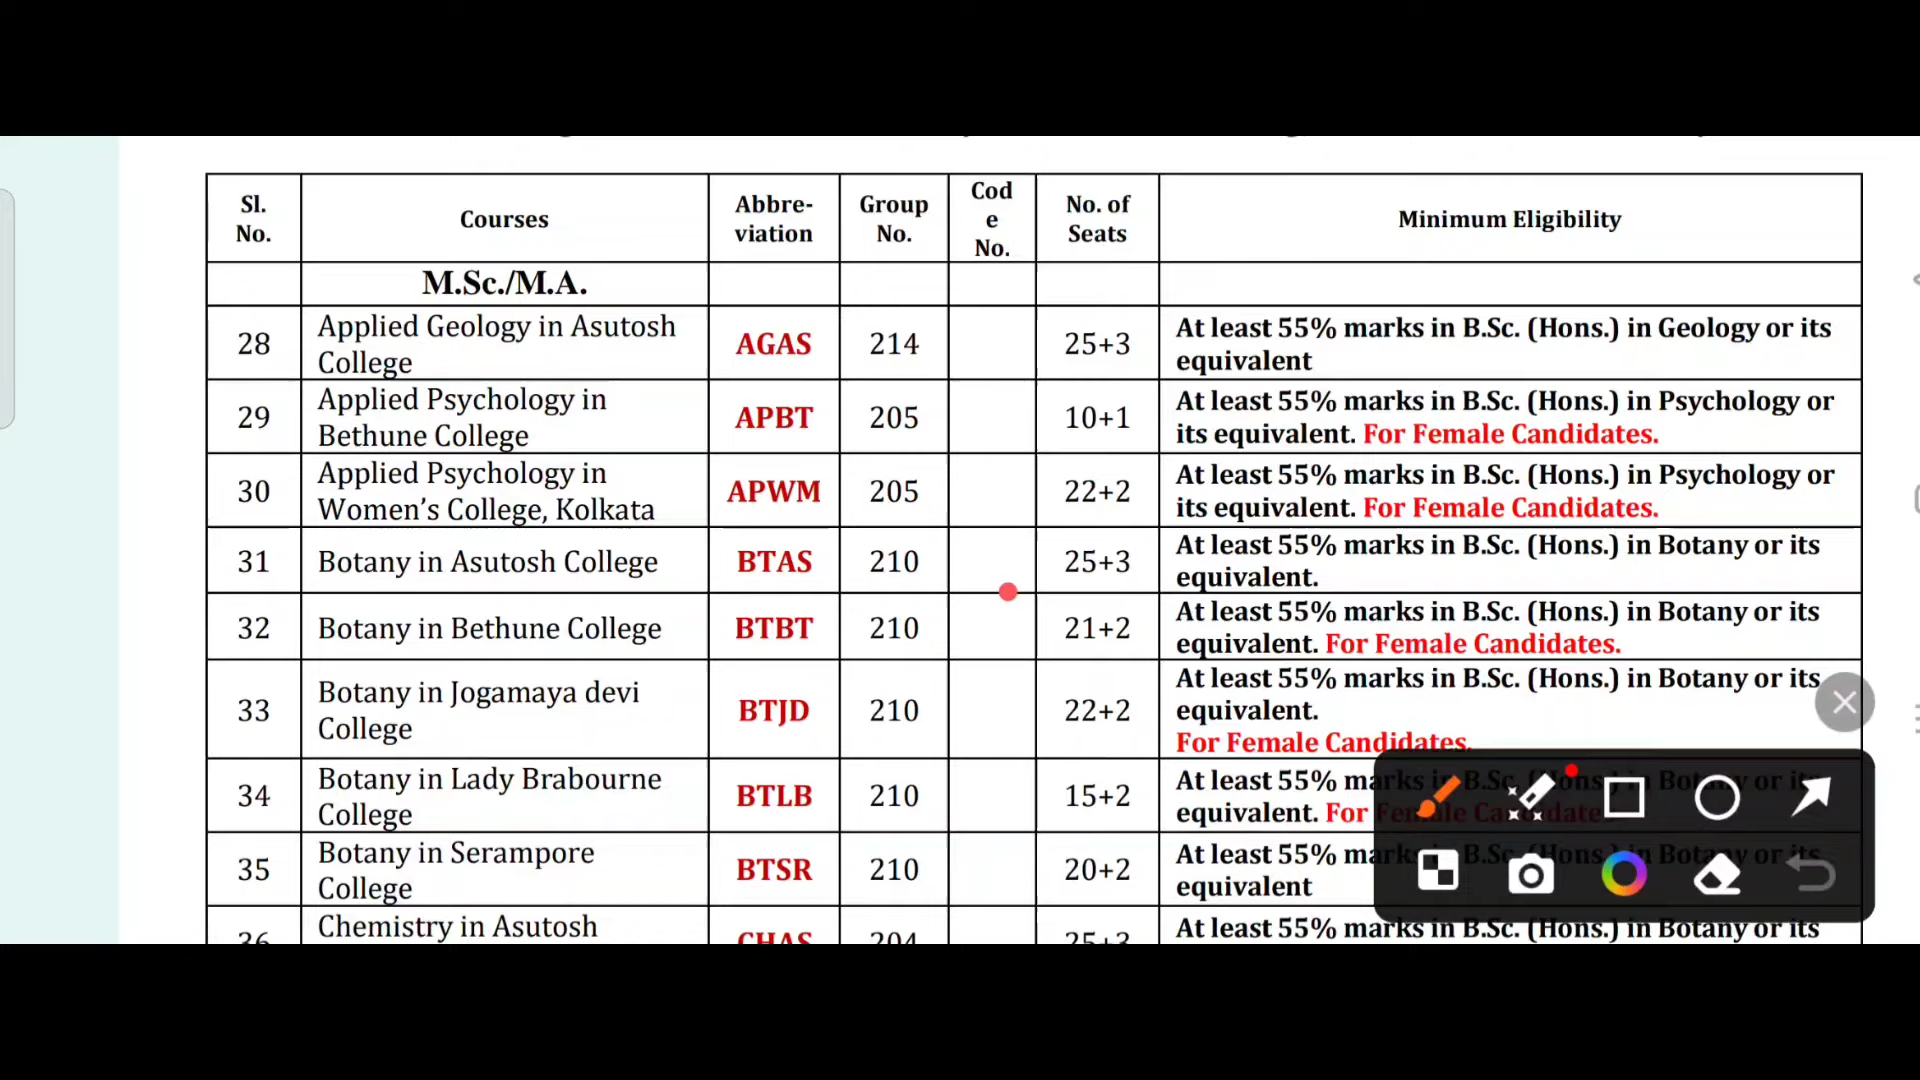 Sl.
No.
Courses
Abbre-
viation
Group
No.
Cod
e
No.
No. of
Seats
Minimum Eligibility
M.Sc./M.A.
28
Applied Geology in Asutosh
College
AGAS
214
25+3
At least 55% marks in B.Sc. (Hons.) in Geology or its
equivalent
29
Applied Psychology in
Bethune College
APBT
205
10+1
At least 55% marks in B.Sc. (Hons.) in Psychology or
its equivalent. For Female Candidates.
30
Applied Psychology in
Women’s College, Kolkata
APWM
205
22+2
At least 55% marks in B.Sc. (Hons.) in Psychology or
its equivalent. For Female Candidates.
31
Botany in Asutosh College
BTAS
210
25+3
At least 55% marks in B.Sc. (Hons.) in Botany or its
equivalent.
32
Botany in Bethune College
BTBT
210
21+2
At least 55% marks in B.Sc. (Hons.) in Botany or its
equivalent. For Female Candidates.
33
Botany in Jogamaya devi
College
BTJD
210
22+2
At least 55% marks in B.Sc. (Hons.) in Botany or its
equivalent.
For Female Candidates.
34
Botany in Lady Brabourne
College
BTLB
210
15+2
At least 55% marks in B.Sc. (Hons.) in Botany or its
equivalent. For Female Candidates
35
Botany in Serampore
College
BTSR
210
20+2
At least 55% marks in B.Sc. (Hons.) in Botany or its
equivalent
36
Chemistry in Asutosh
CHAS
204
25+3
At least 55% marks in B.Sc. (Hons.) in Botany or its